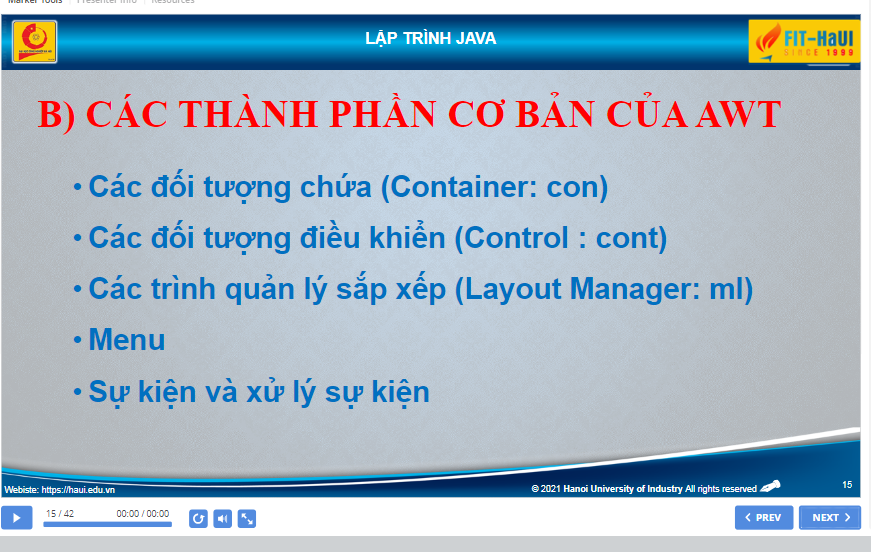 Marker Tools Presenter Info Resources
LẬP TRÌNH JAVA
FIT-HaUI
SINCE 1999
B) CÁC THÀNH PHẦN CƠ BẢN CỦA AWT
• Các đối tượng chứa (Container: con)
• Các đối tượng điều khiển (Control : cont)
• Các trình quản lý sắp xếp (Layout Manager: ml)
• Menu
• Sự kiện và xử lý sự kiện
Webiste: https://haui.edu.vn
© 2021 Hanoi University of Industry All rights reserved
15
15 / 42 00:00 / 00:00
PREV NEXT